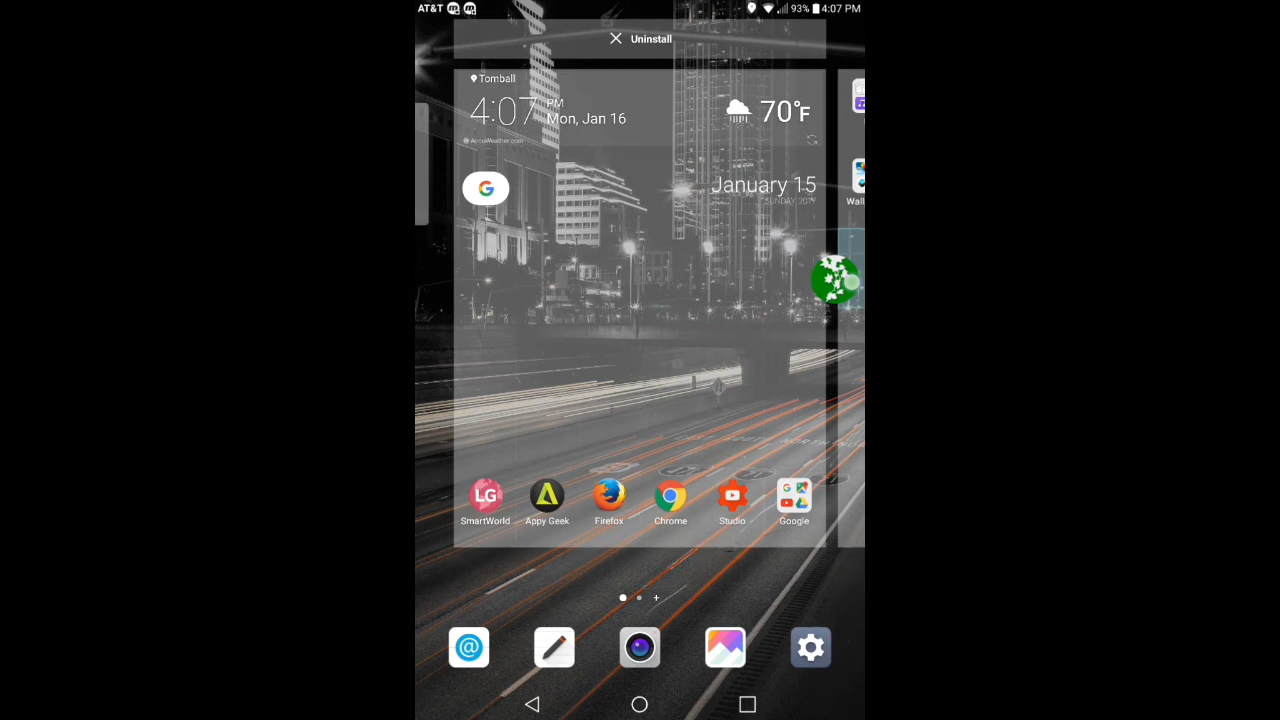 AT&T 93% 4:07 PM
Uninstall
Tomball
4:07 PM
Mon, Jan 16
70°F
AccuWeather.com
G
January 15
SUNDAY, 2017
Wall
LG
SmartWorld Appy Geek Firefox Chrome Studio Google